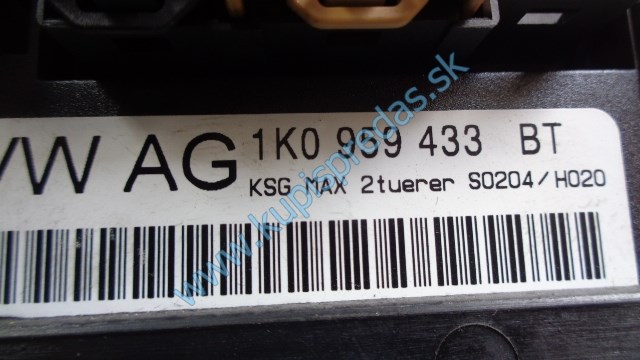 VW AG 1K0 959 433 BT
KSG MAX 2tuerer S0204/H020
www.kupispredas.sk